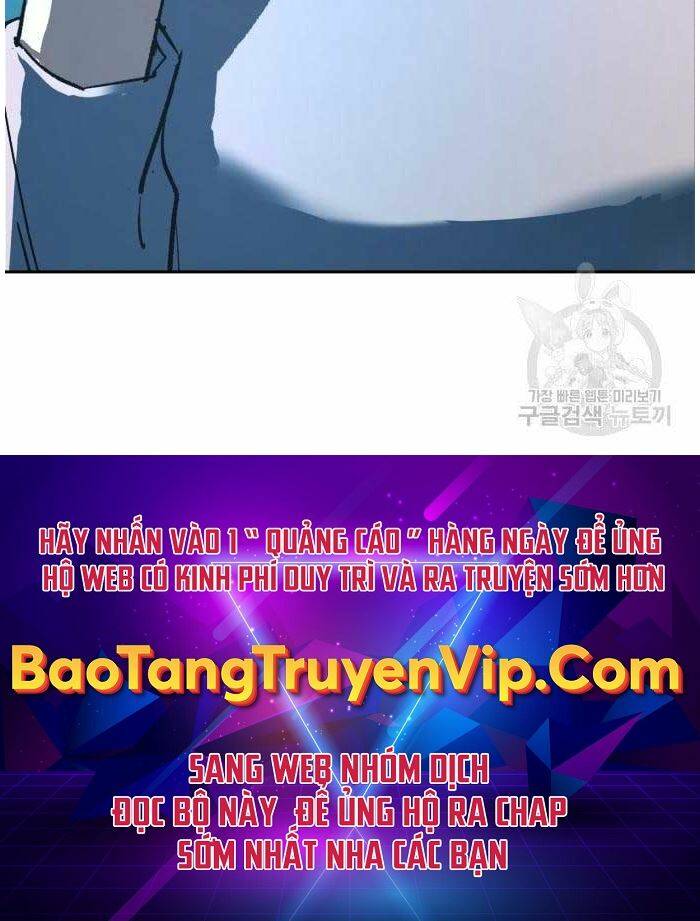 가장 빠른 웹툰 미리보기
구글검색 뉴토끼
HÃY NHẤN VÀO 1 “ QUẢNG CÁO ” HÀNG NGÀY ĐỂ ỦNG
HỘ WEB CÓ KINH PHÍ DUY TRÌ VÀ RA TRUYỆN SỚM HƠN
BaoTangTruyenVip.Com
SANG WEB NHÓM DỊCH
ĐỌC BỘ NÀY ĐỂ ỦNG HỘ RA CHAP
SỚM NHẤT NHA CÁC BẠN